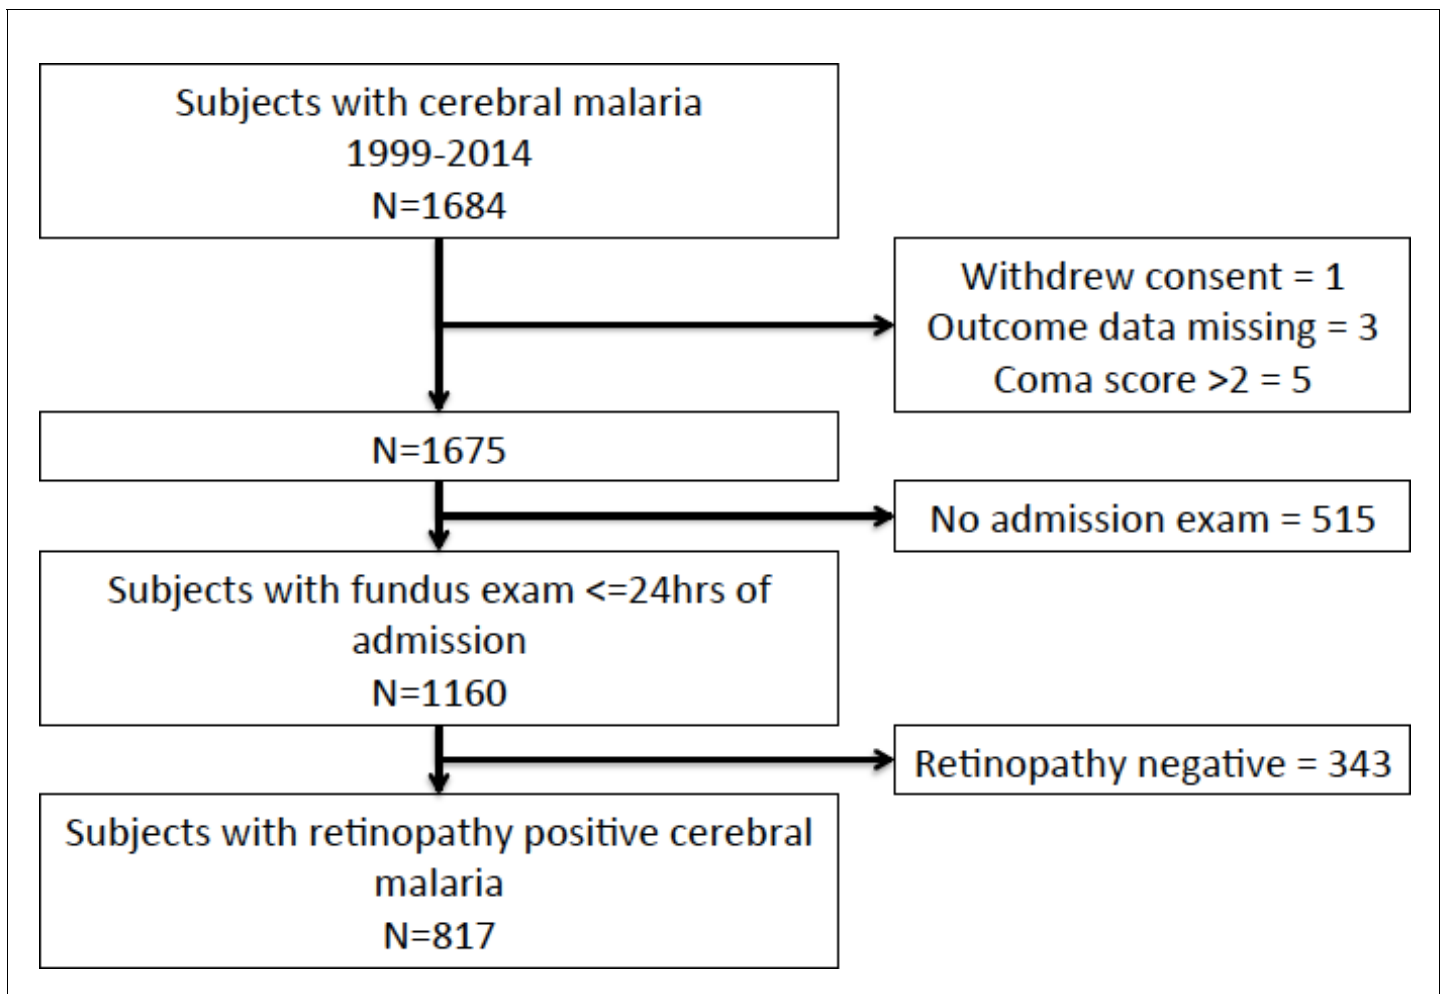 Subjects with cerebral malaria
1999-2014
N=1684
Withdrew consent = 1
Outcome data missing = 3
Coma score >2 = 5
N=1675
No admission exam = 515
Subjects with fundus exam <=24hrs of
admission
N=1160
Retinopathy negative = 343
Subjects with retinopathy positive cerebral
malaria
N=817